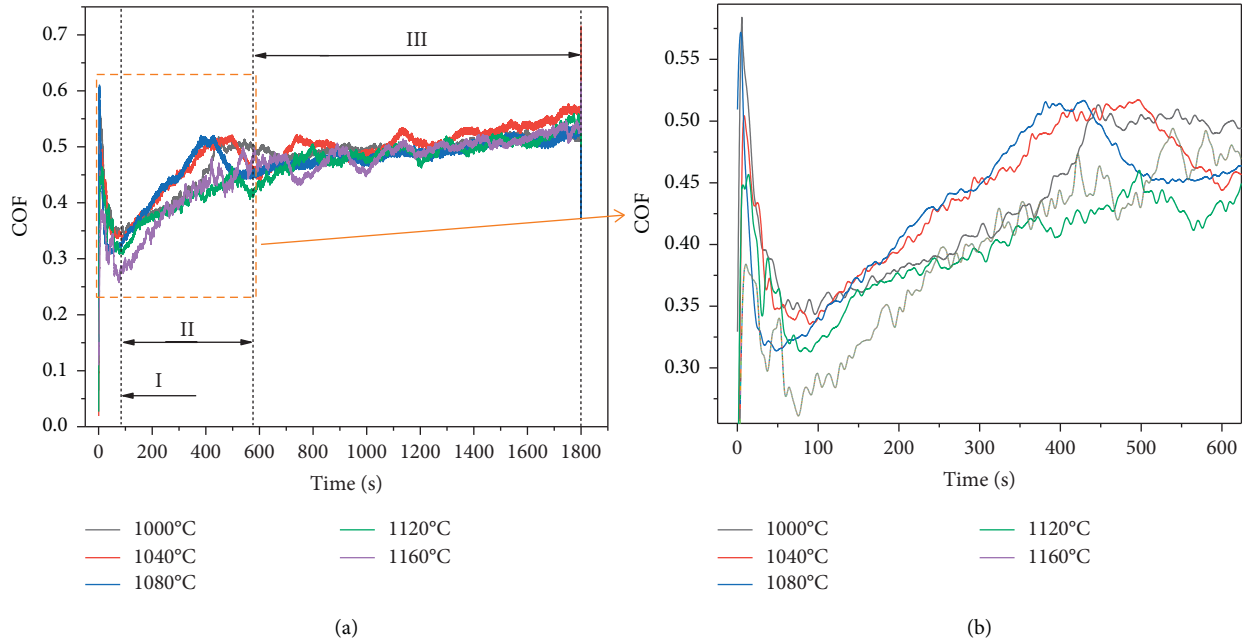 0.7
0.6
0.5
0.4
0.3
0.2
0.1
0.0
COF
III
II
I
0 200 400 600 800 1000 1200 1400 1600 1800
Time (s)
1000°C
1040°C
1080°C
1120°C
1160°C
(a)
0.55
0.50
0.45
0.40
0.35
0.30
COF
0 100 200 300 400 500 600
Time (s)
1000°C
1040°C
1080°C
1120°C
1160°C
(b)